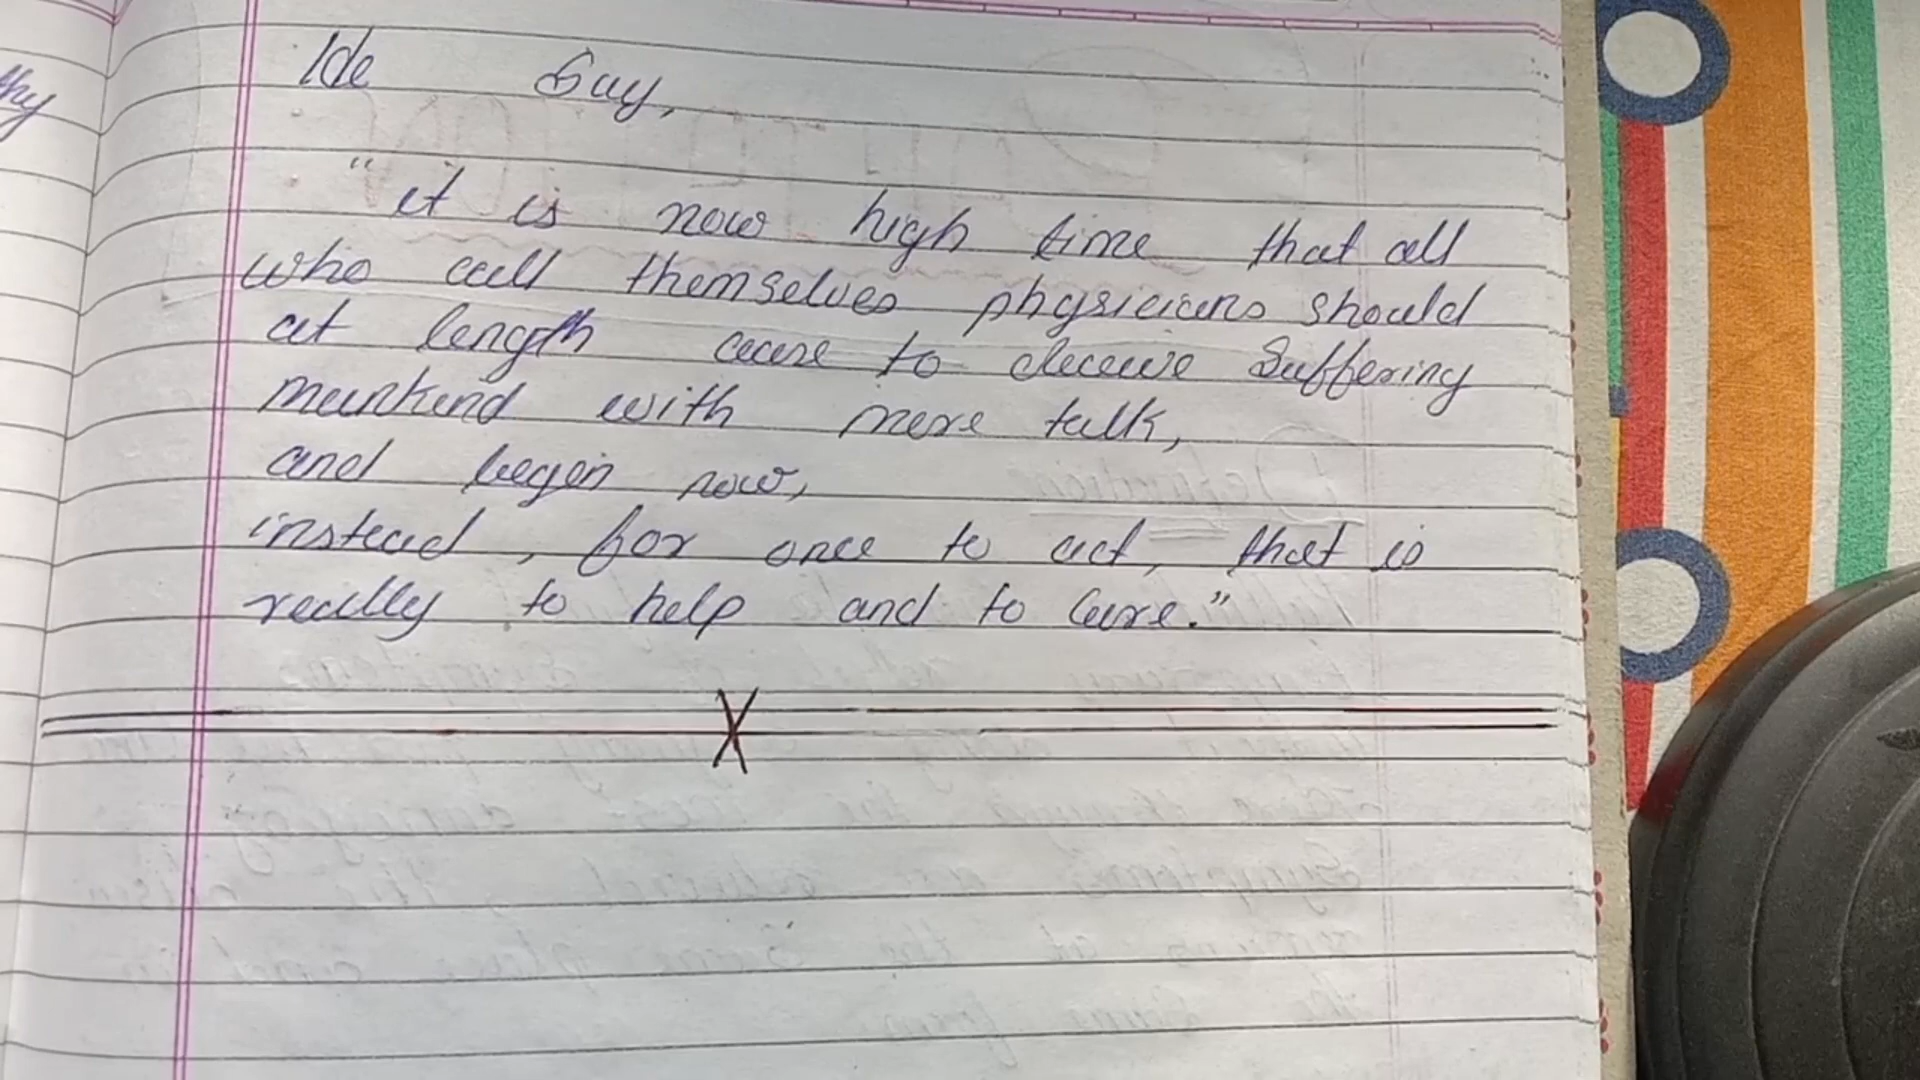 thy
He Say,
"it is now high time that all
who call themselves physicians should
at length cease to deceive Suffering
mankind with mere talk,
and begin now,
instead, for once to act, that is
really to help and to Cure."
X